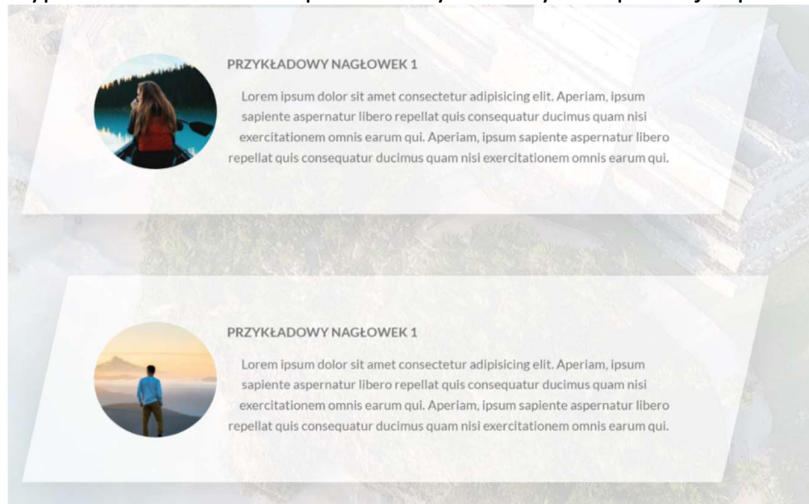 PRZYKŁADOWY NAGŁOWEK 1
Lorem ipsum dolor sit amet consectetur adipisicing elit. Aperiam, ipsum
sapiente aspernatur libero repellat quis consequatur ducimus quam nisi
exercitationem omnis earum qui. Aperiam, ipsum sapiente aspernatur libero
repellat quis consequatur ducimus quam nisi exercitationem omnis earum qui.
PRZYKŁADOWY NAGŁOWEK 1
Lorem ipsum dolor sit amet consectetur adipisicing elit. Aperiam, ipsum
sapiente aspernatur libero repellat quis consequatur ducimus quam nisi
exercitationem omnis earum qui. Aperiam, ipsum sapiente aspernatur libero
repellat quis consequatur ducimus quam nisi exercitationem omnis earum qui.